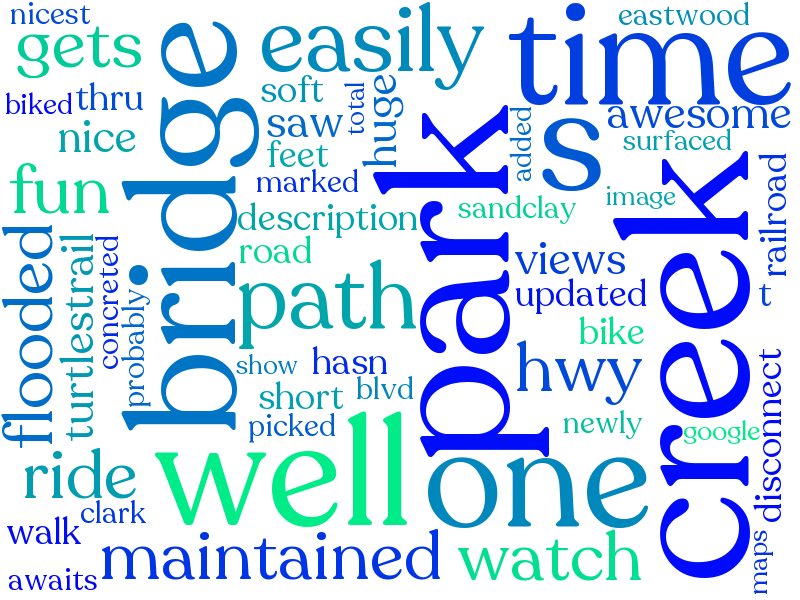 nicest
gets
easily
time
eastwood
biked
thru
bridge
soft
total
huge
saw
s
awesome
added
surfaced
nice
feet
park
creek
railroad
fun
marked
image
sandclay
description
flooded
turtlestrail
concreted
road
views
probably
path
updated
t
bike
hwy
show
hasn
short
blvd
disconnect
picked
newly
google
well
one
ride
clark
walk
maintained
watch
maps
awaits